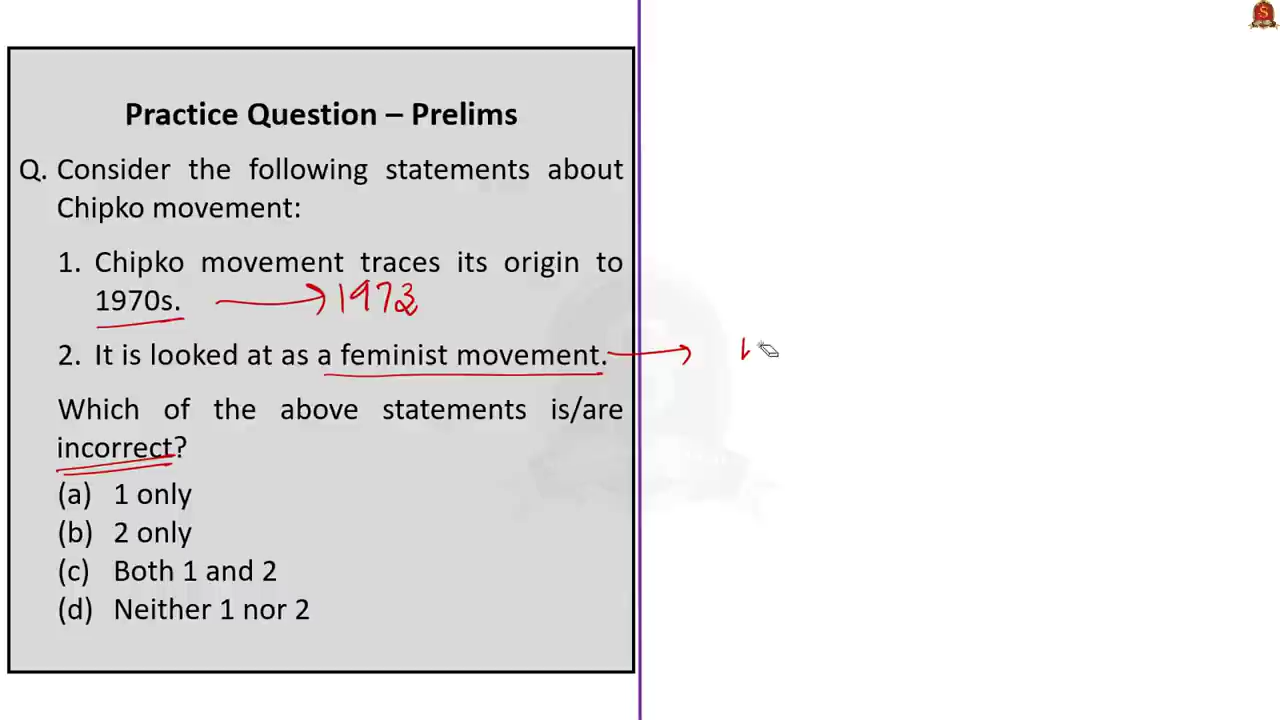 Practice Question – Prelims
Q. Consider the following statements about
Chipko movement:
1. Chipko movement traces its origin to
1970s. 1973
2. It is looked at as a feminist movement.
Which of the above statements is/are
incorrect?
(a) 1 only
(b) 2 only
(c) Both 1 and 2
(d) Neither 1 nor 2